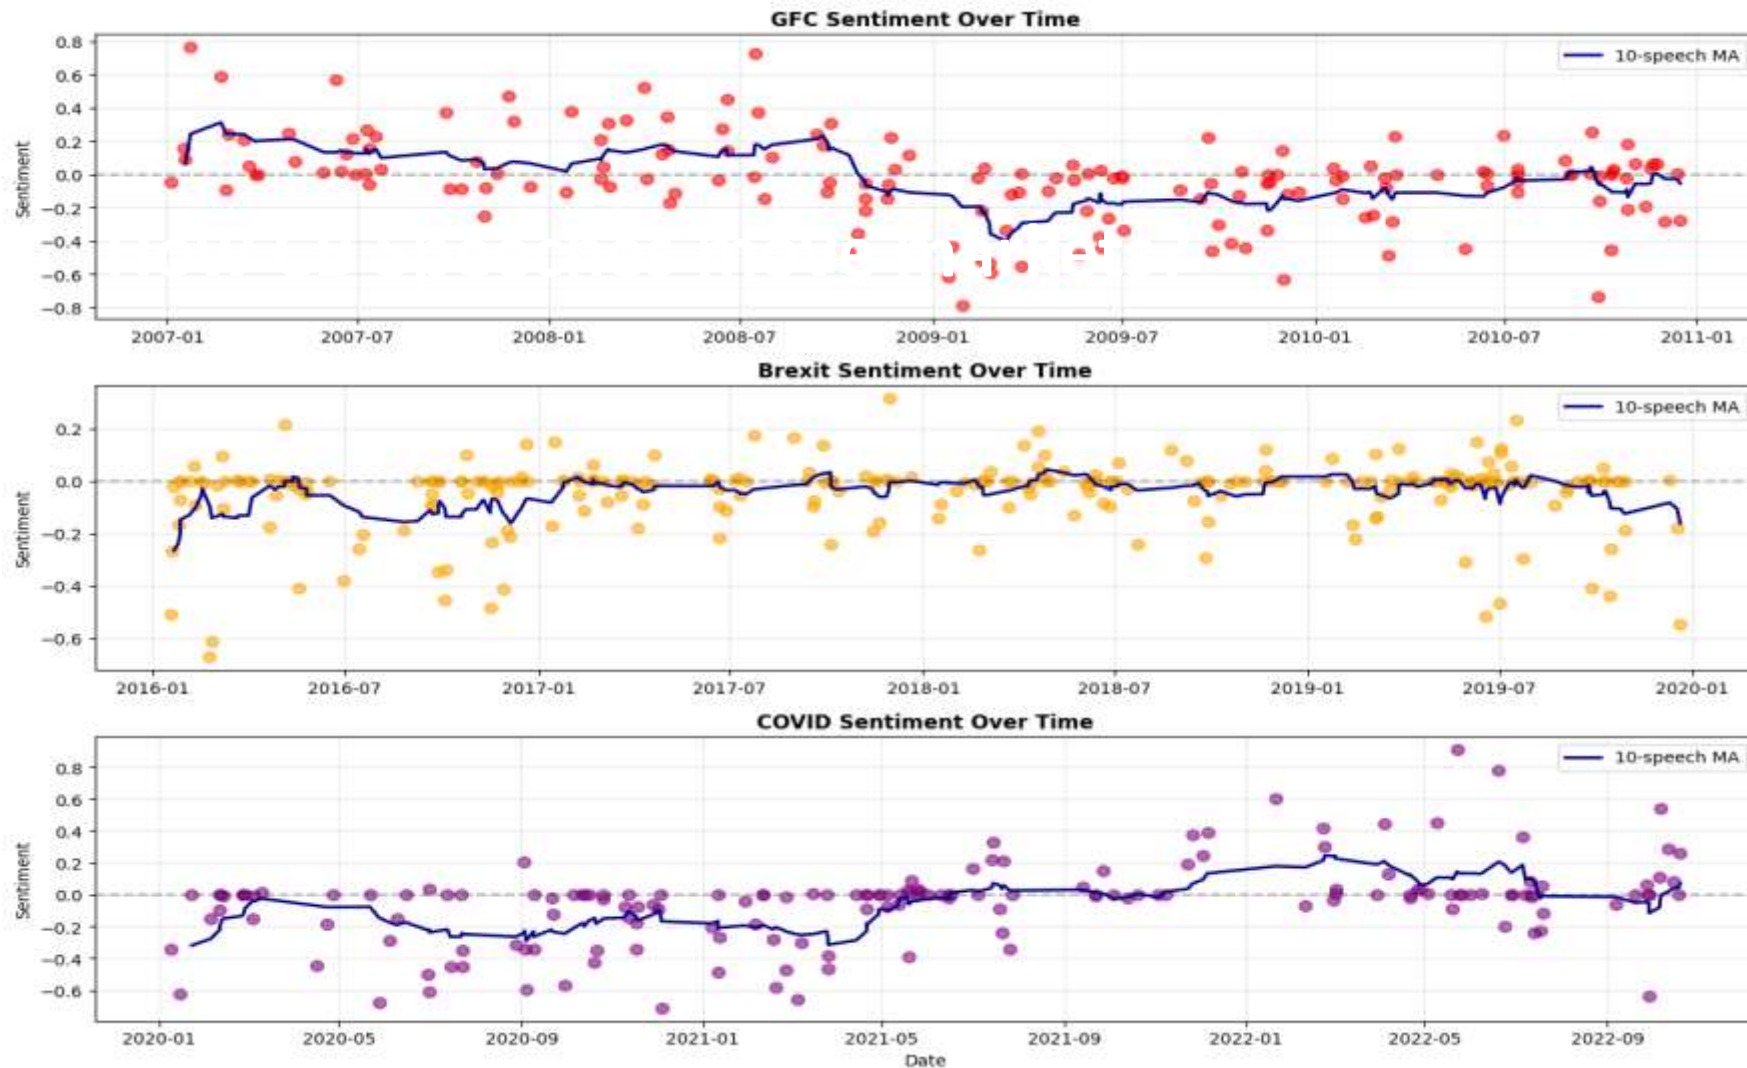 GFC Sentiment Over Time
0.8
0.6
0.4
0.2
0.0
−0.2
−0.4
−0.6
−0.8
Sentiment
10-speech MA
2007-01 2007-07 2008-01 2008-07 2009-01 2009-07 2010-01 2010-07 2011-01
Brexit Sentiment Over Time
0.2
0.0
−0.2
−0.4
−0.6
Sentiment
10-speech MA
2016-01 2016-07 2017-01 2017-07 2018-01 2018-07 2019-01 2019-07 2020-01
COVID Sentiment Over Time
0.8
0.6
0.4
0.2
0.0
−0.2
−0.4
−0.6
Sentiment
10-speech MA
2020-01 2020-05 2020-09 2021-01 2021-05 2021-09 2022-01 2022-05 2022-09
Date